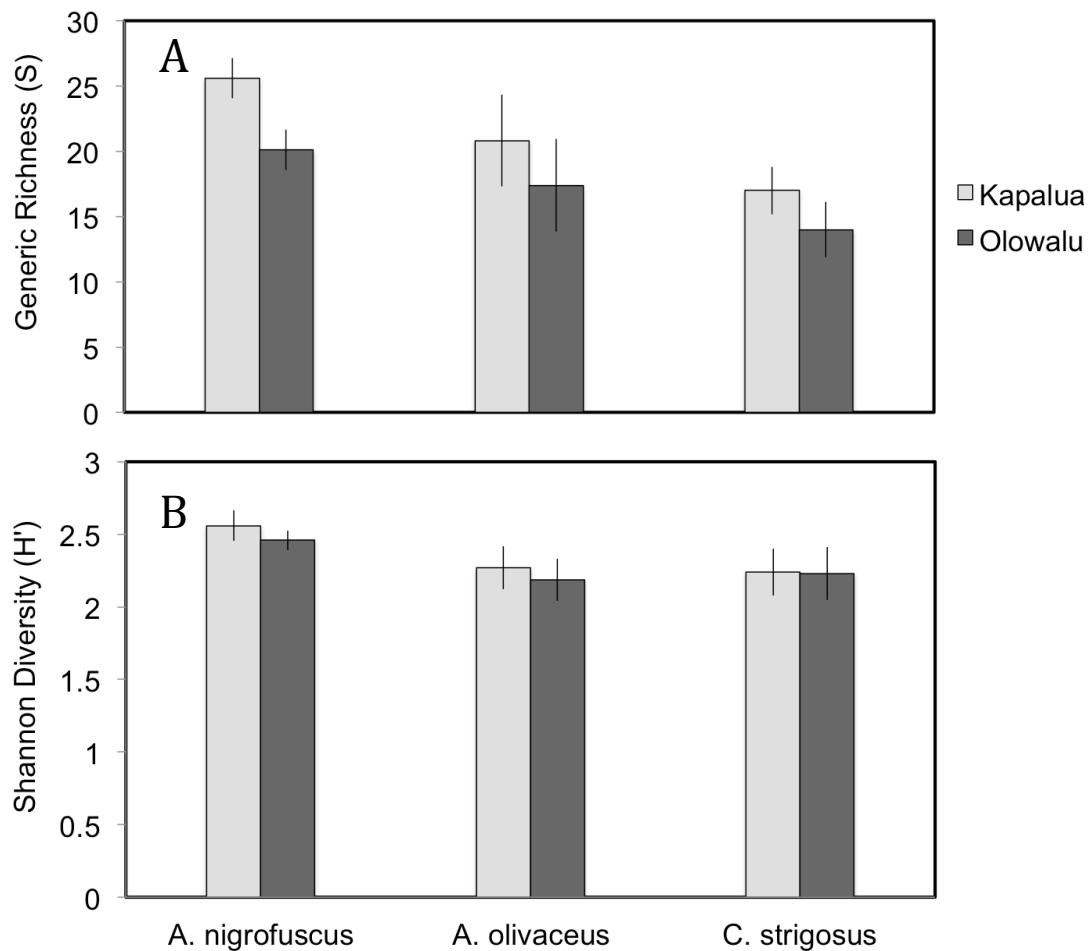 A
Generic Richness (S)
30
25
20
15
10
5
0
Kapalua
Olowalu
B
Shannon Diversity (H')
3
2.5
2
1.5
1
0.5
0
A. nigrofuscus
A. olivaceus
C. strigosus